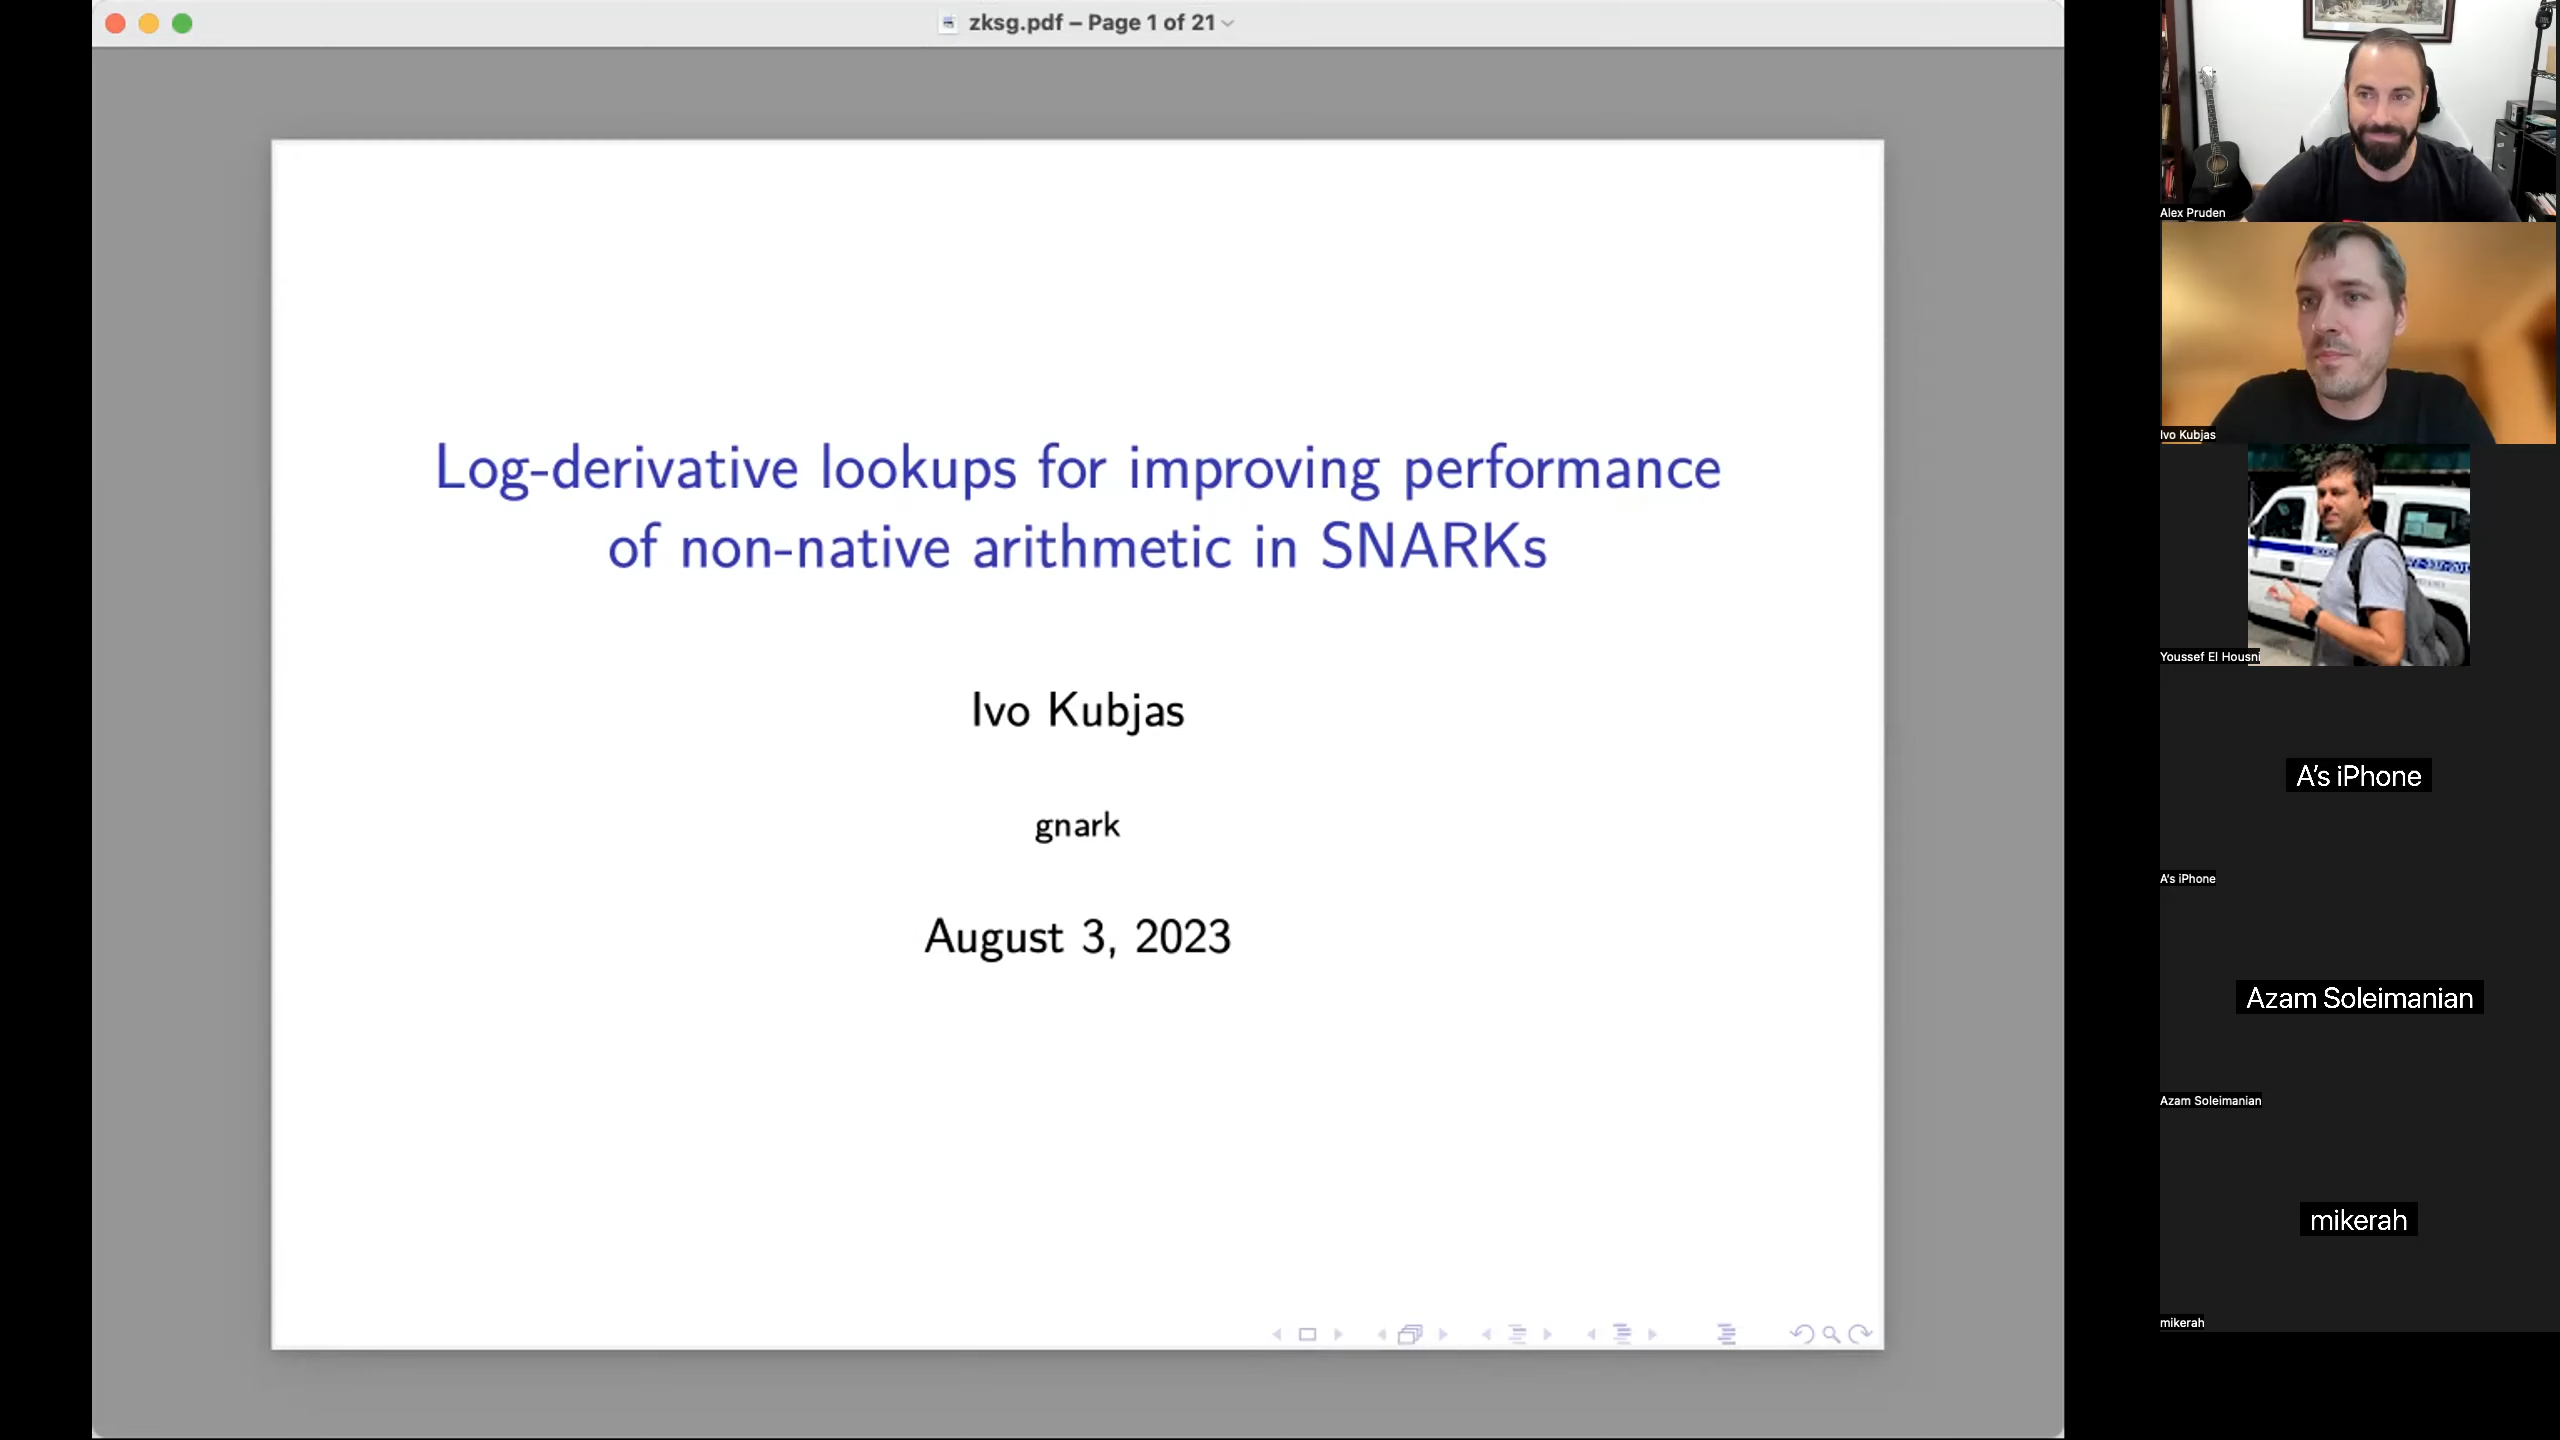 zksg.pdf – Page 1 of 21
Log-derivative lookups for improving performance
of non-native arithmetic in SNARKs
Ivo Kubjas
gnark
August 3, 2023
Alex Pruden
Ivo Kubjas
Youssef El Housni
A's iPhone
A's iPhone
Azam Soleimanian
Azam Soleimanian
mikerah
mikerah